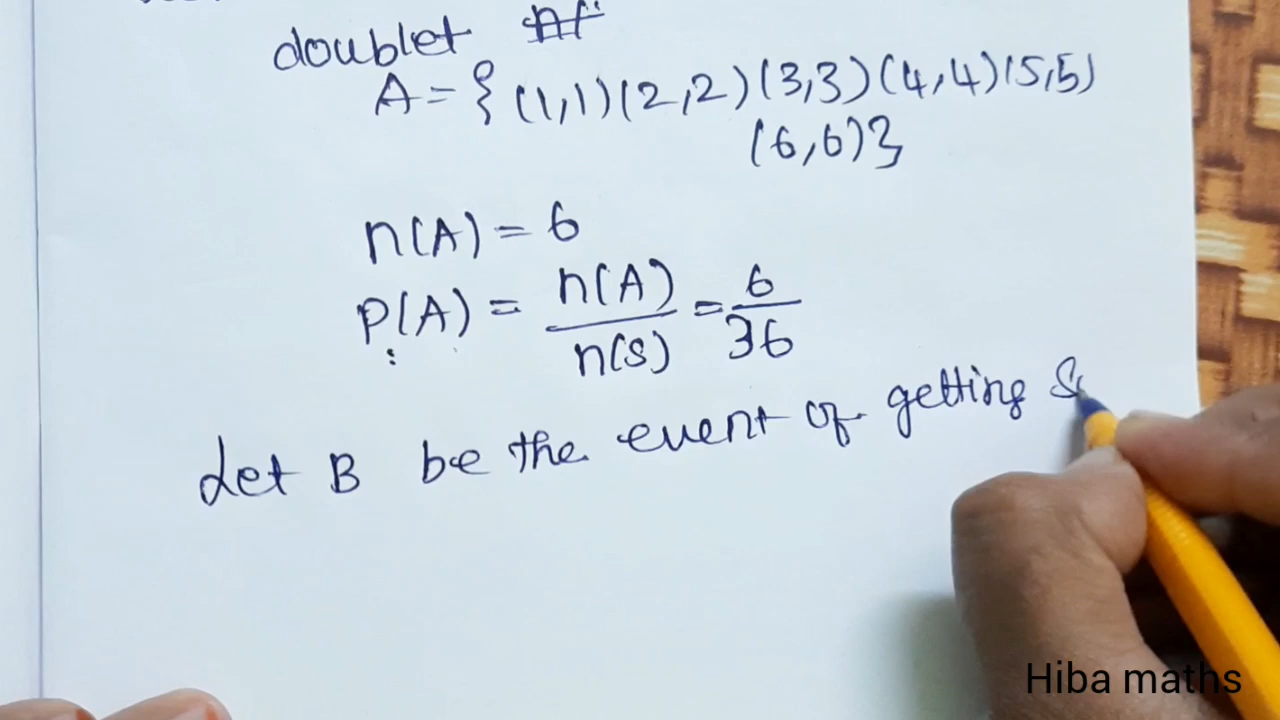 doublet
A = { (1,1) (2,2) (3,3) (4,4) (5,5)
(6,6) }
n(A) = 6
P(A) = n(A)/n(S) = 6/36
Let B be the event of getting
Hiba maths